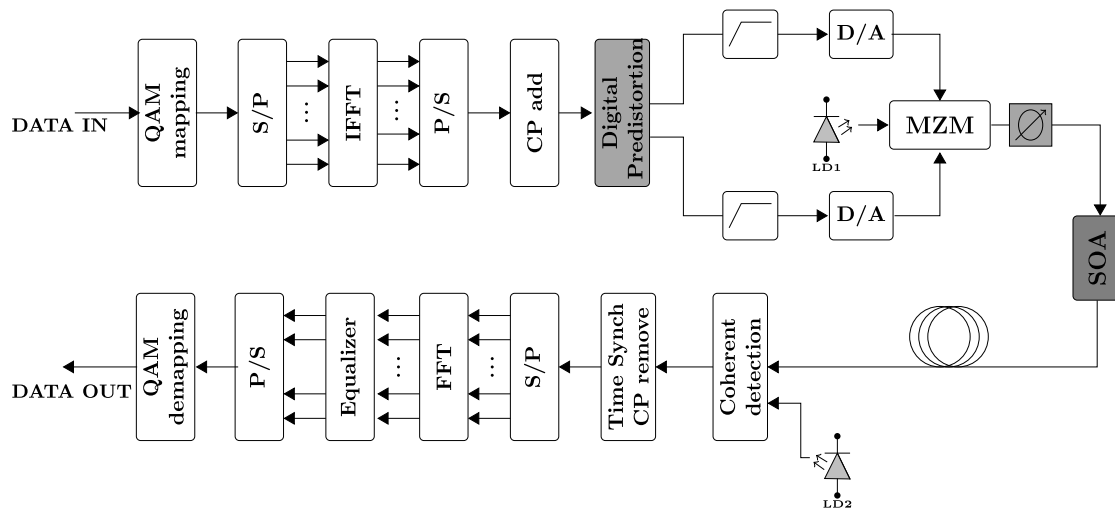 DATA IN
QAM
mapping
S/P
...
IFFT
...
P/S
CP add
Digital
Predistortion
D/A
D/A
LD1
MZM
SOA
DATA OUT
QAM
demapping
P/S
Equalizer
...
FFT
...
S/P
Time Synch
CP remove
Coherent
detection
LD2